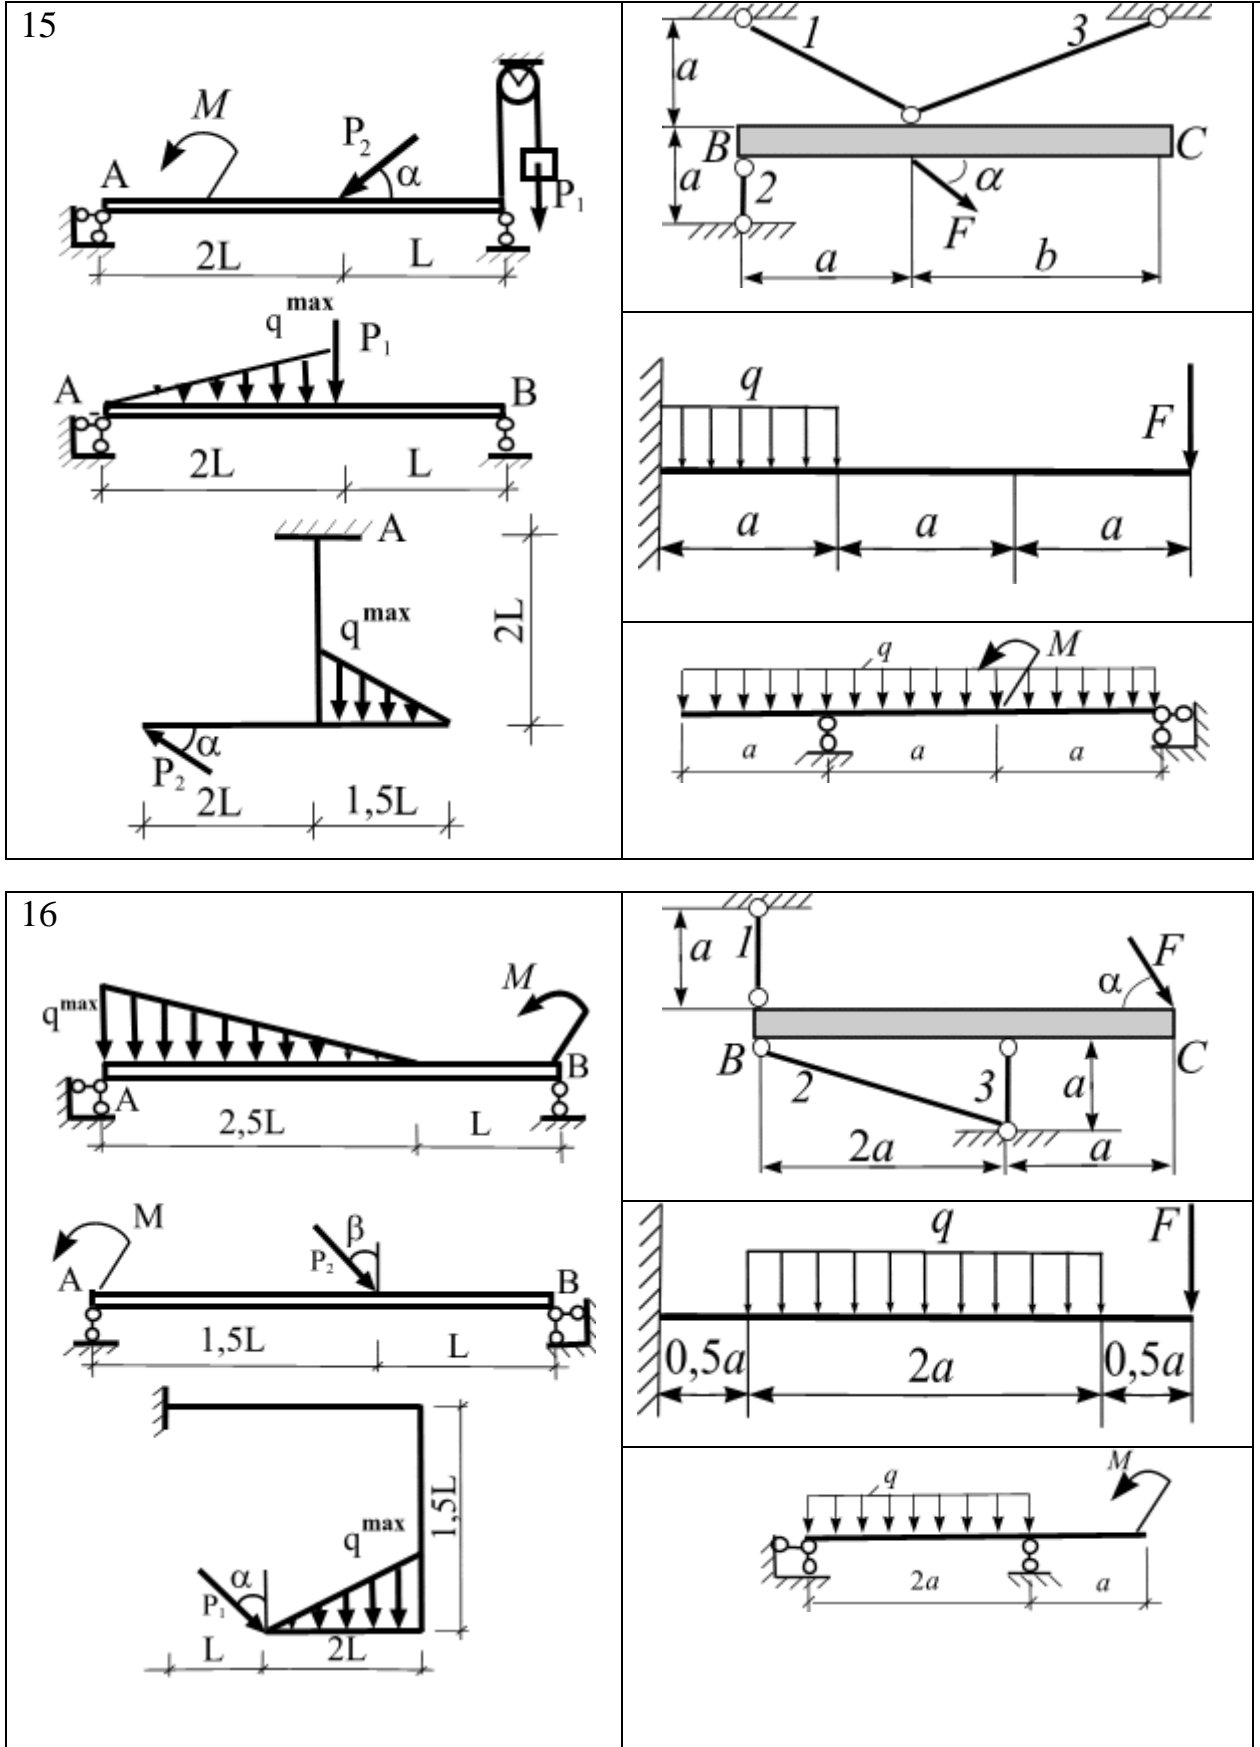 15
M
P₂
α
A
P₁
2L
L
q^max
P₁
A
B
2L
L
A
q^max
2L
α
P₂
2L
1,5L
1
3
a
B
C
a
2
α
F
a
b
q
F
a
a
a
q
M
a
a
a
16
q^max
M
B
A
2,5L
L
M
β
P₂
A
B
1,5L
L
1,5L
q^max
α
P₁
L
2L
a
1
F
α
B
C
2
3
a
2a
a
q
F
0,5a
2a
0,5a
M
q
2a
a